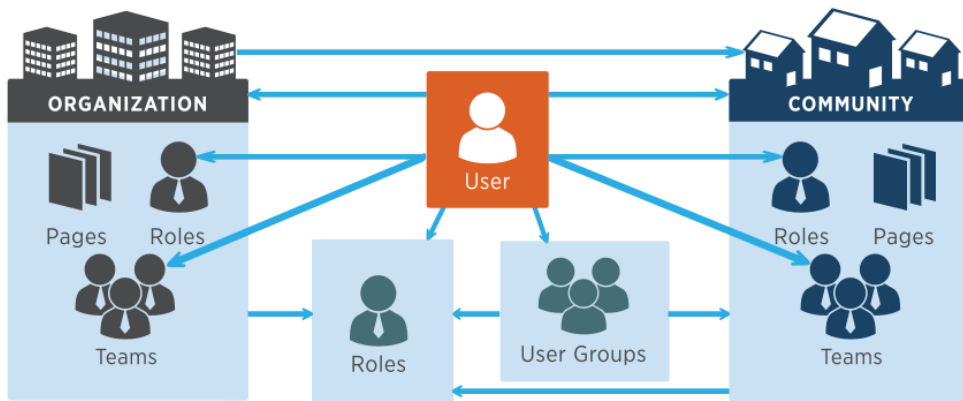 ORGANIZATION
COMMUNITY
User
Pages
Roles
Roles
Pages
Teams
Roles
User Groups
Teams